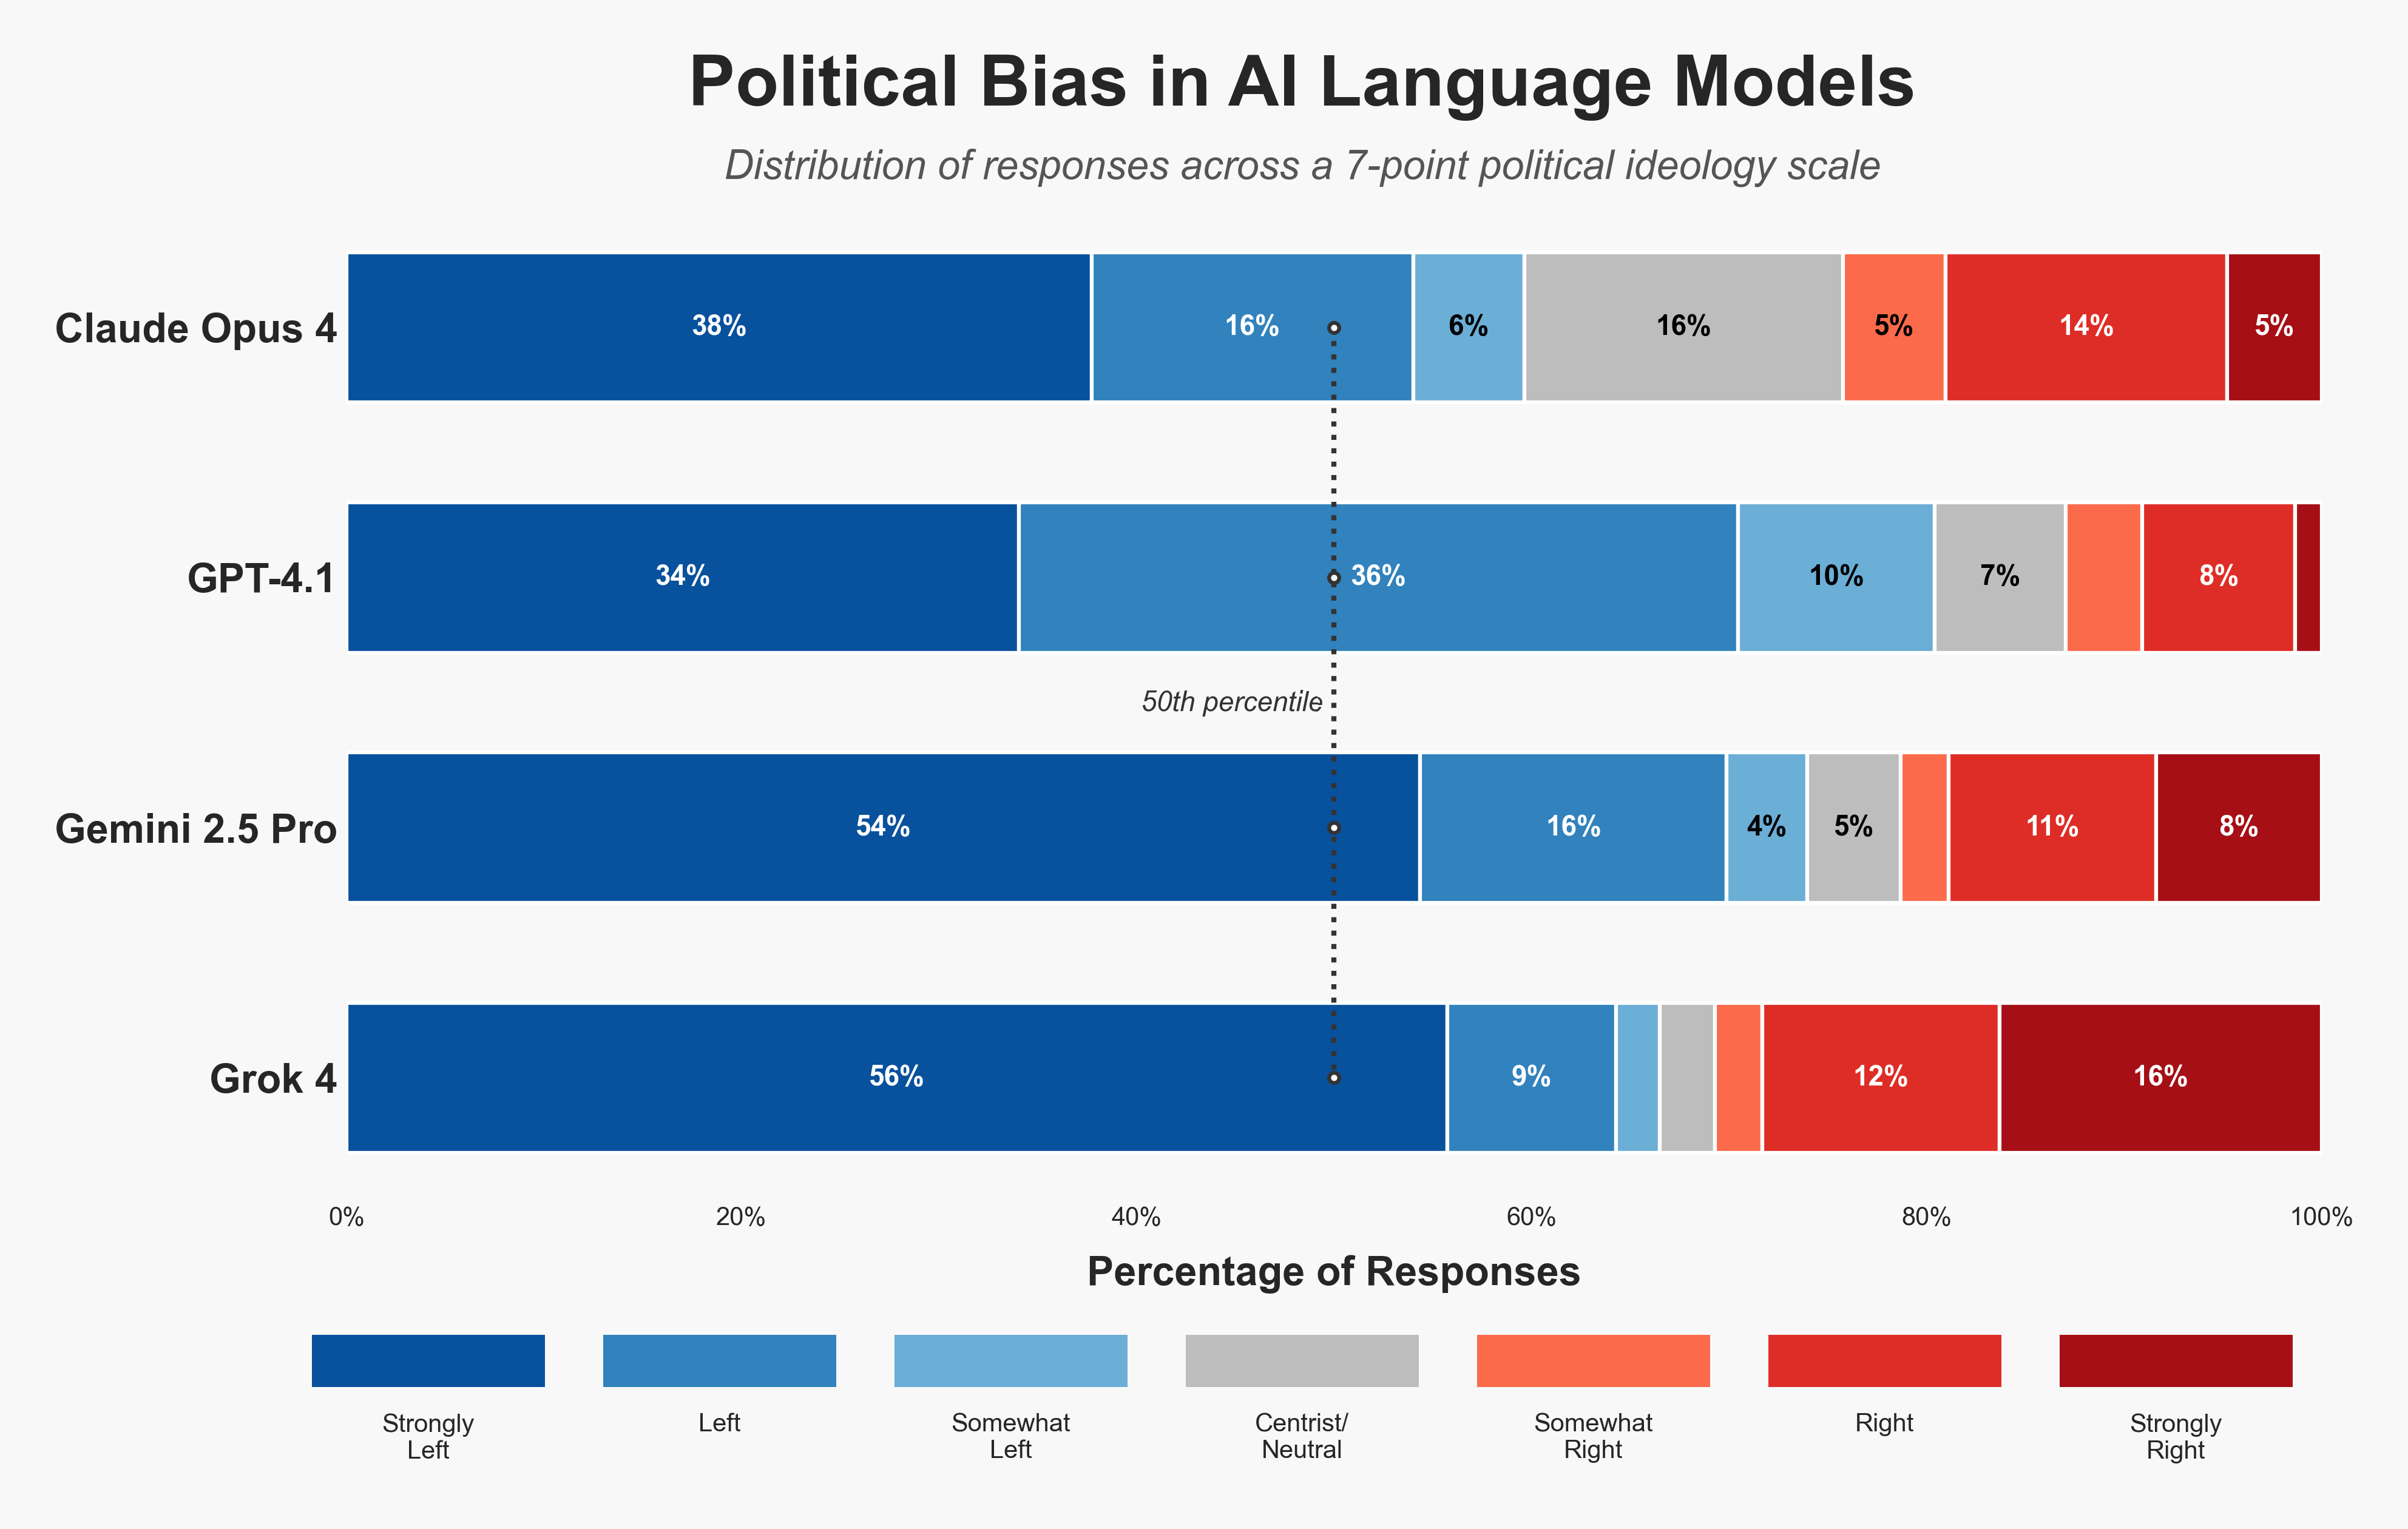 Political Bias in AI Language Models
Distribution of responses across a 7-point political ideology scale
Claude Opus 4
38% 16% 6% 16% 5% 14% 5%
GPT-4.1
34% 36% 10% 7% 8%
50th percentile
Gemini 2.5 Pro
54% 16% 4% 5% 11% 8%
Grok 4
56% 9% 12% 16%
0% 20% 40% 60% 80% 100%
Percentage of Responses
Strongly
Left
Left
Somewhat
Left
Centrist/
Neutral
Somewhat
Right
Right
Strongly
Right